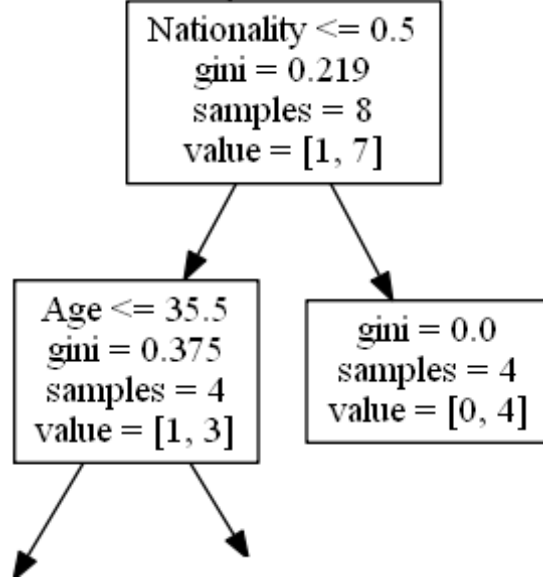 Nationality <= 0.5
gini = 0.219
samples = 8
value = [1, 7]
Age <= 35.5
gini = 0.375
samples = 4
value = [1, 3]
gini = 0.0
samples = 4
value = [0, 4]